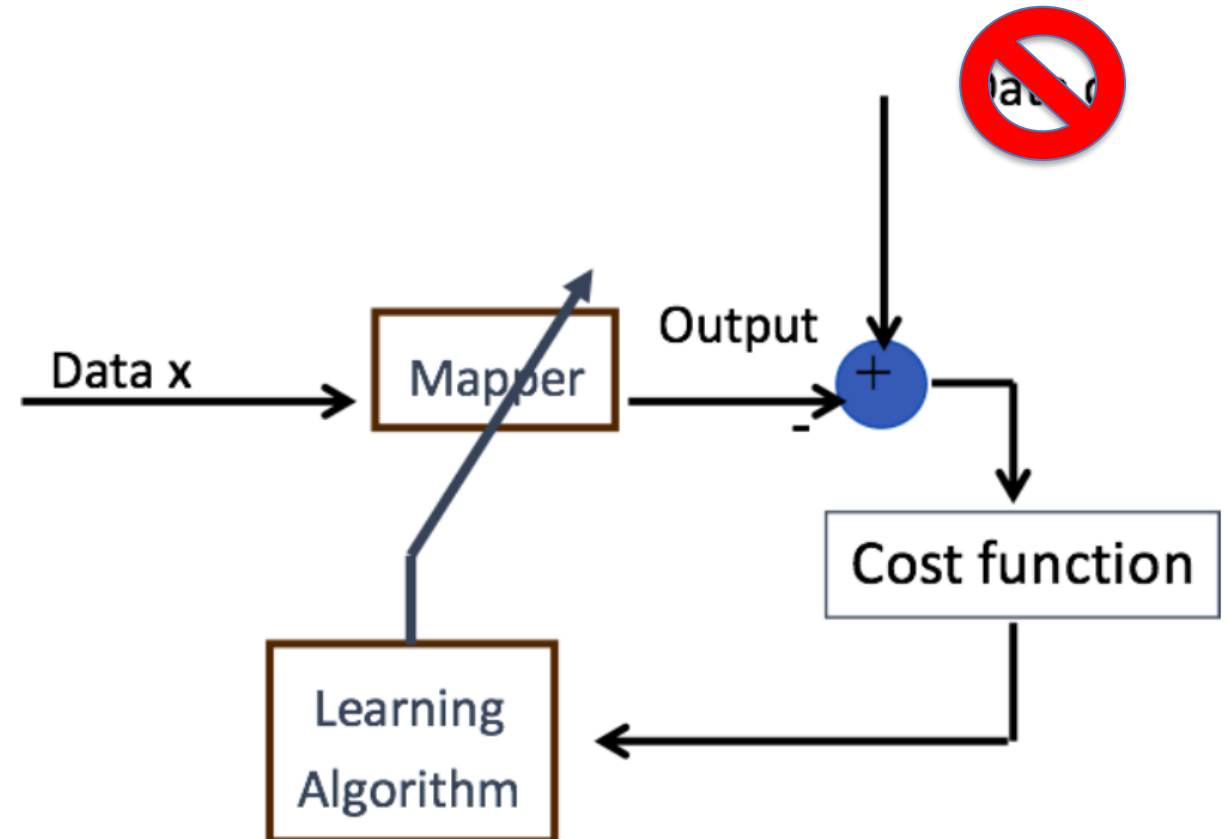 Output
+
Data x
Mapper
-
Cost function
Learning
Algorithm